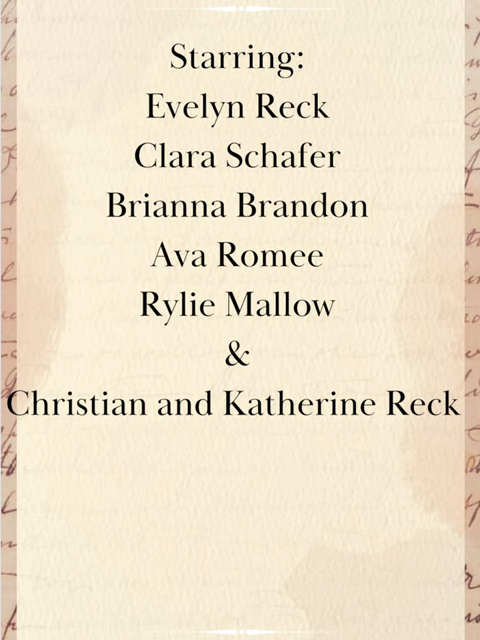 Starring:
Evelyn Reck
Clara Schafer
Brianna Brandon
Ava Romee
Rylie Mallow
&
Christian and Katherine Reck